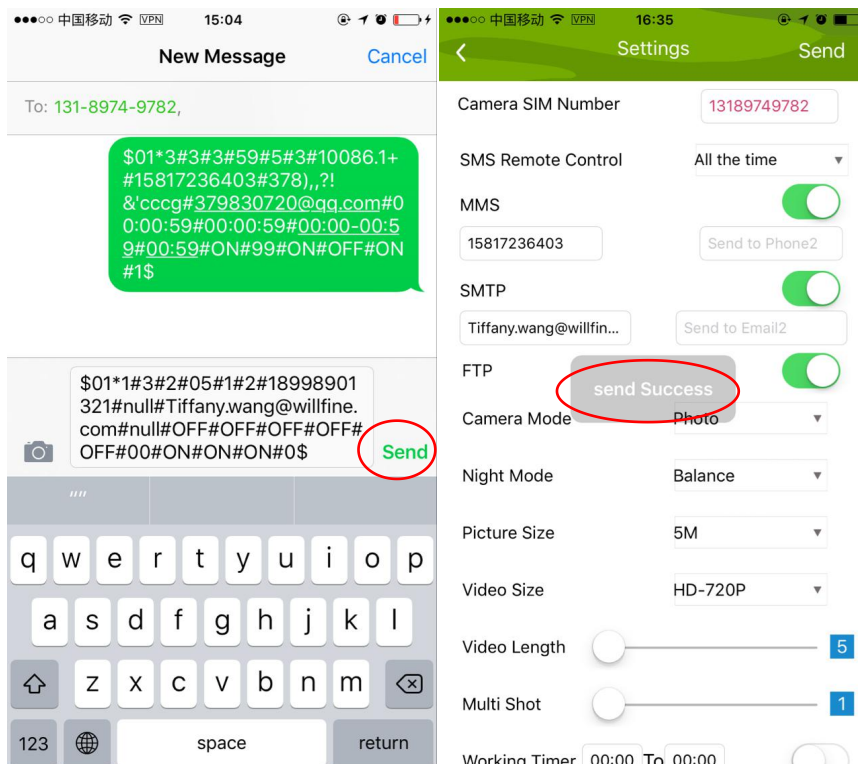 中国移动 VPN 15:04
New Message Cancel
To: 131-8974-9782,
$01*3#3#3#59#5#3#10086.1+
#15817236403#378),,?!
&'cccg#379830720@qq.com#0
0:00:59#00:00:59#00:00-00:5
9#00:59#ON#99#ON#OFF#ON
#1$
$01*1#3#2#05#1#2#18998901
321#null#Tiffany.wang@willfine.
com#null#OFF#OFF#OFF#OFF#
OFF#00#ON#ON#ON#0$
Send
""
q w e r t y u i o p
a s d f g h j k l
z x c v b n m
123 space return
中国移动 VPN 16:35
Settings Send
Camera SIM Number 13189749782
SMS Remote Control All the time
MMS
15817236403 Send to Phone2
SMTP
Tiffany.wang@willfin... Send to Email2
FTP
send Success
Camera Mode Photo
Night Mode Balance
Picture Size 5M
Video Size HD-720P
Video Length 5
Multi Shot 1
Working Timer 00:00 To 00:00